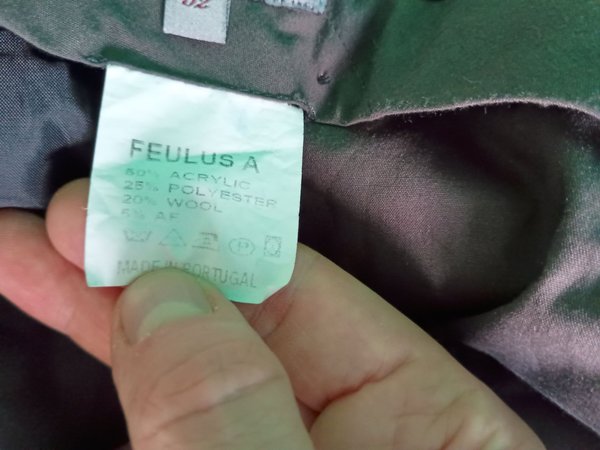 FEULUS A
50% ACRYLIC
25% POLYESTER
20% WOOL
5% AF
P
MADE IN PORTUGAL